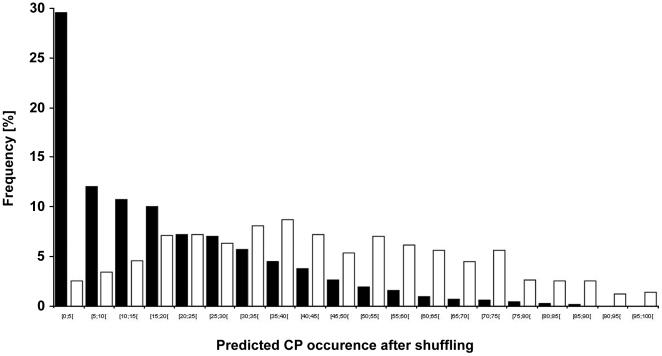 30
25
20
15
10
5
0
Frequency [%]
[0;5[ [5;10[ [10;15[ [15;20[ [20;25[ [25;30[ [30;35[ [35;40[ [40;45[ [45;50[ [50;55[ [55;60[ [60;65[ [65;70[ [70;75[ [75;80[ [80;85[ [85;90[ [90;95[ [95;100[
Predicted CP occurence after shuffling